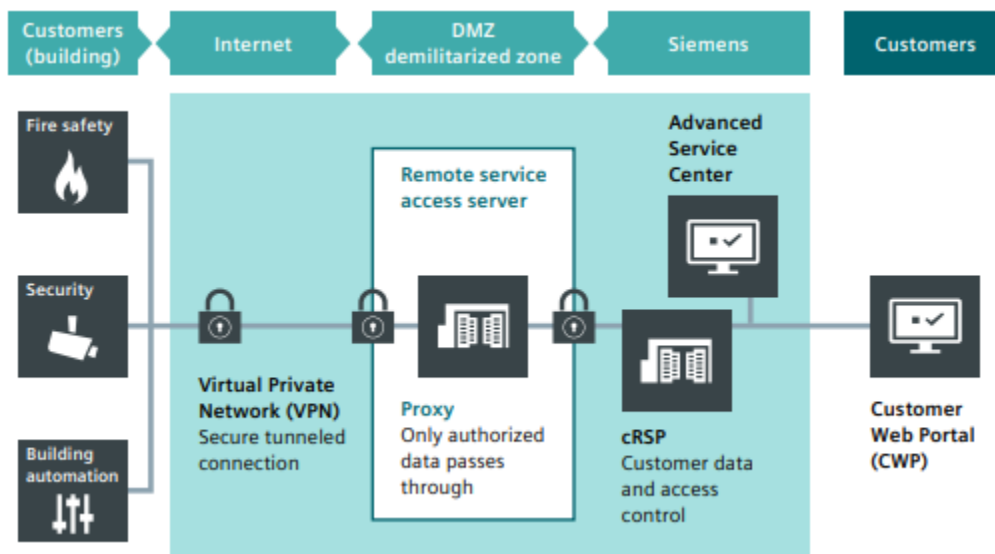 Customers
(building)
Internet
DMZ
demilitarized zone
Siemens
Customers
Fire safety
Security
Building
automation
Virtual Private
Network (VPN)
Secure tunneled
connection
Remote service
access server
Proxy
Only authorized
data passes
through
Advanced
Service
Center
cRSP
Customer data
and access
control
Customer
Web Portal
(CWP)